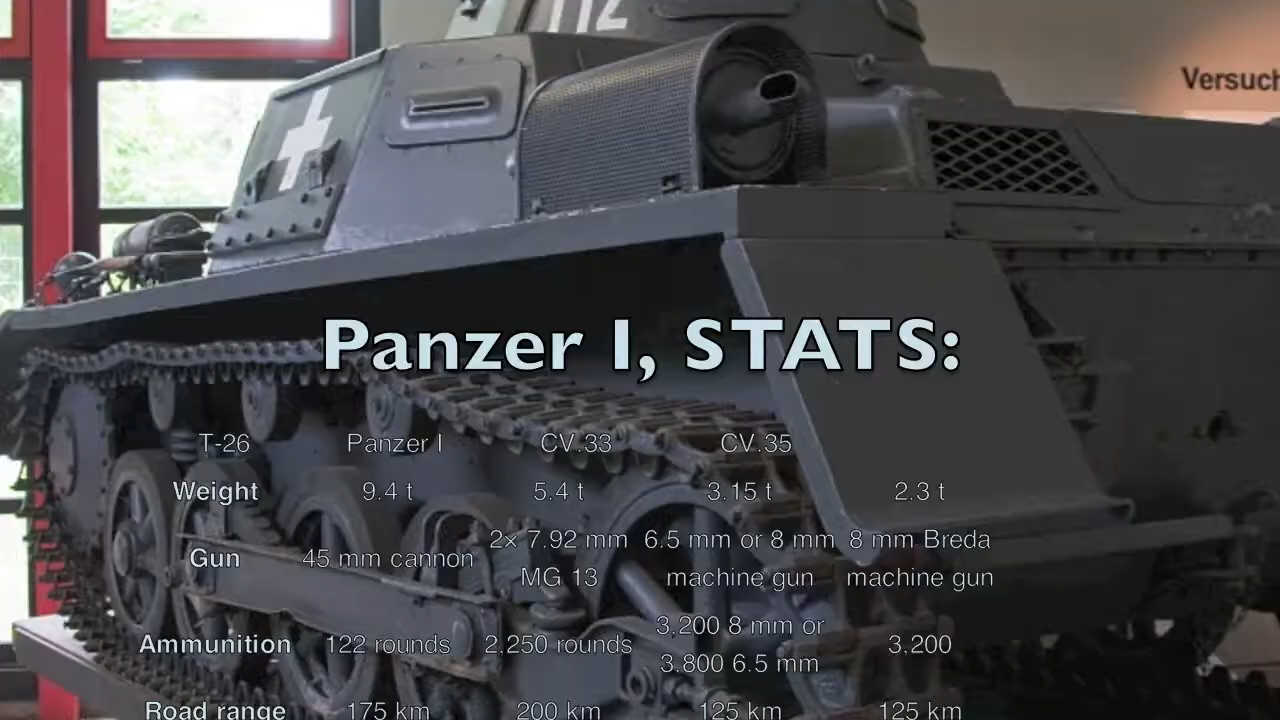 112
Versuch
Panzer I, STATS:
T-26 Panzer I CV.33 CV.35
Weight 9.4 t 5.4 t 3.15 t 2.3 t
Gun 45 mm cannon 2× 7.92 mm MG 13 6.5 mm or 8 mm machine gun 8 mm Breda machine gun
Ammunition 122 rounds 2,250 rounds 3,200 8 mm or 3,800 6.5 mm 3,200
Road range 175 km 200 km 125 km 125 km